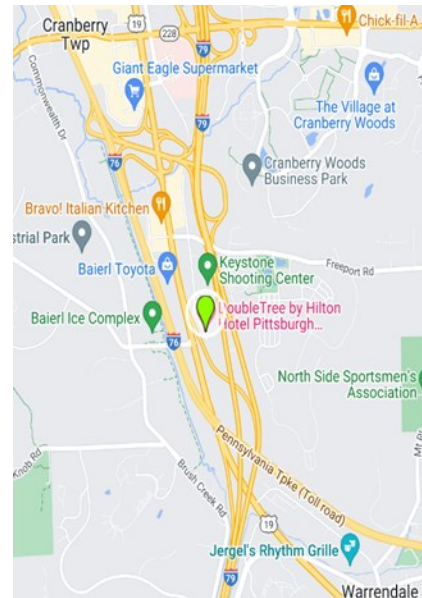 Cranberry
Twp
19
228
Chick-fil-A
79
Giant Eagle Supermarket
Commonwealth Dr
The Village at
Cranberry Woods
79
76
Cranberry Woods
Business Park
Bravo! Italian Kitchen
strial Park
Freeport Rd
Baierl Toyota
Keystone
Shooting Center
DoubleTree by Hilton
Hotel Pittsburgh...
Baierl Ice Complex
76
North Side Sportsmen's
Association
Pennsylvania Tpke (Toll road)
Knob Rd
Brush Creek Rd
19
Jergel's Rhythm Grille
79
Warrendale